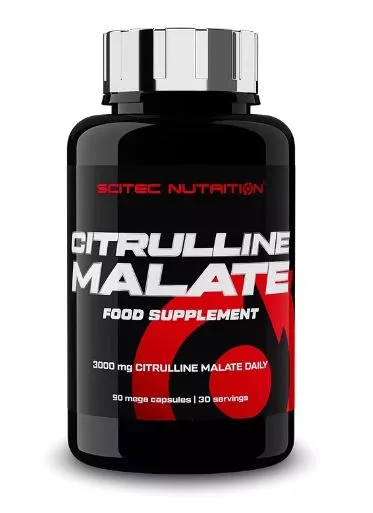 SCITEC NUTRITION
CITRULLINE
MALATE
FOOD SUPPLEMENT
3000 mg CITRULLINE MALATE DAILY
90 mega capsules | 30 servings